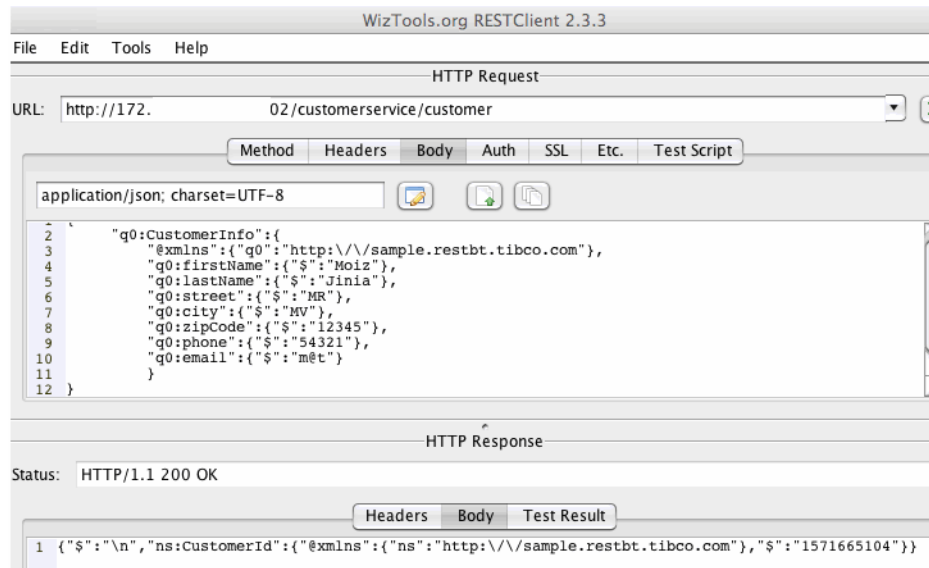 WizTools.org RESTClient 2.3.3
File Edit Tools Help
HTTP Request
URL: http://172. 02/customerservice/customer
Method Headers Body Auth SSL Etc. Test Script
application/json; charset=UTF-8
2 "q0:CustomerInfo":{
3 "@xmlns":{"q0":"http:\/\/sample.restbt.tibco.com"},
4 "q0:firstName":{"$":"Moiz"},
5 "q0:lastName":{"$":"Jinia"},
6 "q0:street":{"$":"MR"},
7 "q0:city":{"$":"MV"},
8 "q0:zipCode":{"$":"12345"},
9 "q0:phone":{"$":"54321"},
10 "q0:email":{"$":"m@t"}
11 }
12 }
HTTP Response
Status: HTTP/1.1 200 OK
Headers Body Test Result
1 {"$":"\n","ns:CustomerId":{"@xmlns":{"ns":"http:\/\/sample.restbt.tibco.com"},"$":"1571665104"}}